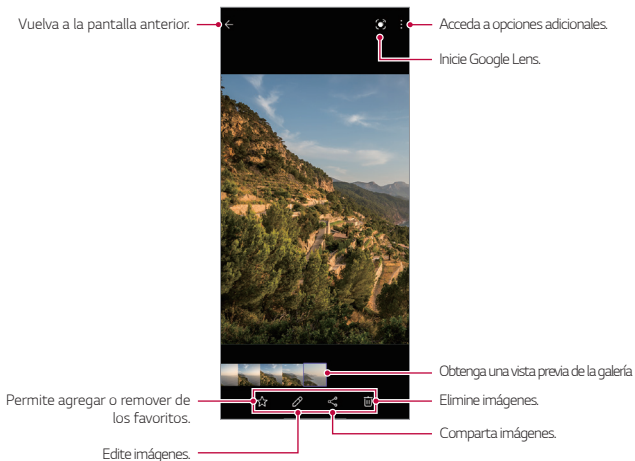 Vuelva a la pantalla anterior.
Acceda a opciones adicionales.
Inicie Google Lens.
Obtenga una vista previa de la galería
Permite agregar o remover de
los favoritos.
Elimine imágenes.
Comparta imágenes.
Edite imágenes.